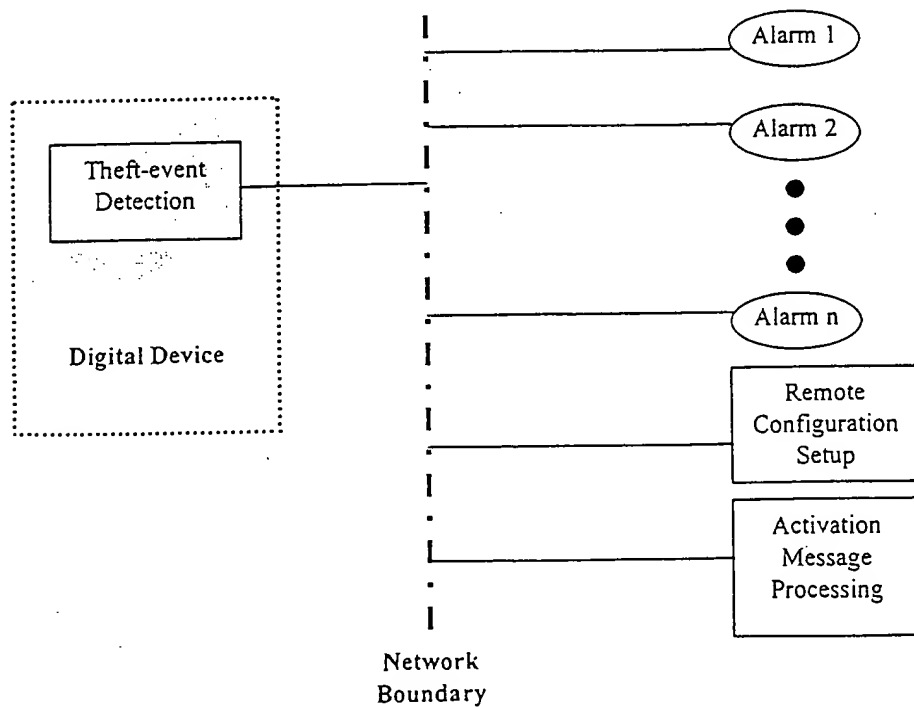 Alarm 1
Alarm 2
Theft-event
Detection
Alarm n
Digital Device
Remote
Configuration
Setup
Activation
Message
Processing
Network
Boundary